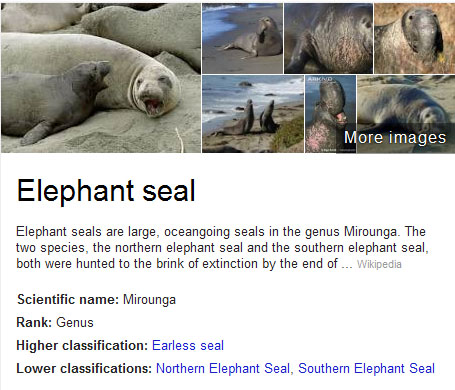 ARKIVE
More images
Elephant seal
Elephant seals are large, oceangoing seals in the genus Mirounga. The
two species, the northern elephant seal and the southern elephant seal,
both were hunted to the brink of extinction by the end of ... Wikipedia
Scientific name: Mirounga
Rank: Genus
Higher classification: Earless seal
Lower classifications: Northern Elephant Seal, Southern Elephant Seal